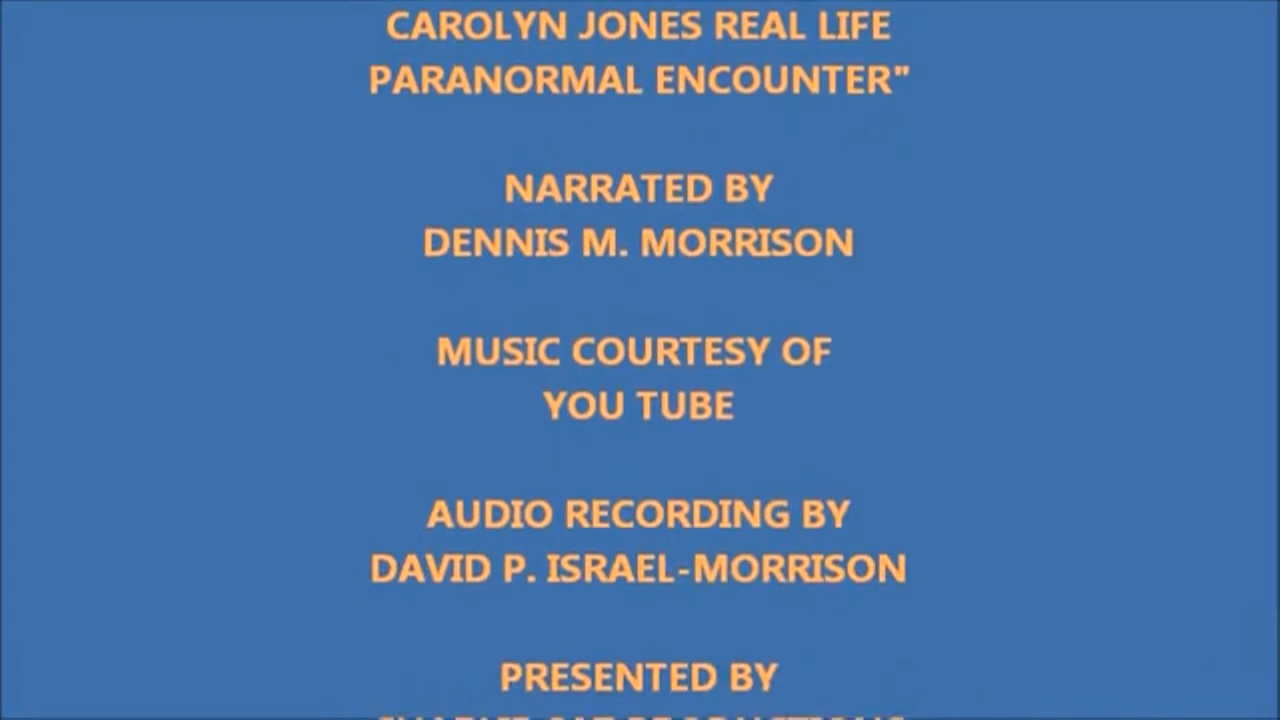 CAROLYN JONES REAL LIFE
PARANORMAL ENCOUNTER"
NARRATED BY
DENNIS M. MORRISON
MUSIC COURTESY OF
YOU TUBE
AUDIO RECORDING BY
DAVID P. ISRAEL-MORRISON
PRESENTED BY